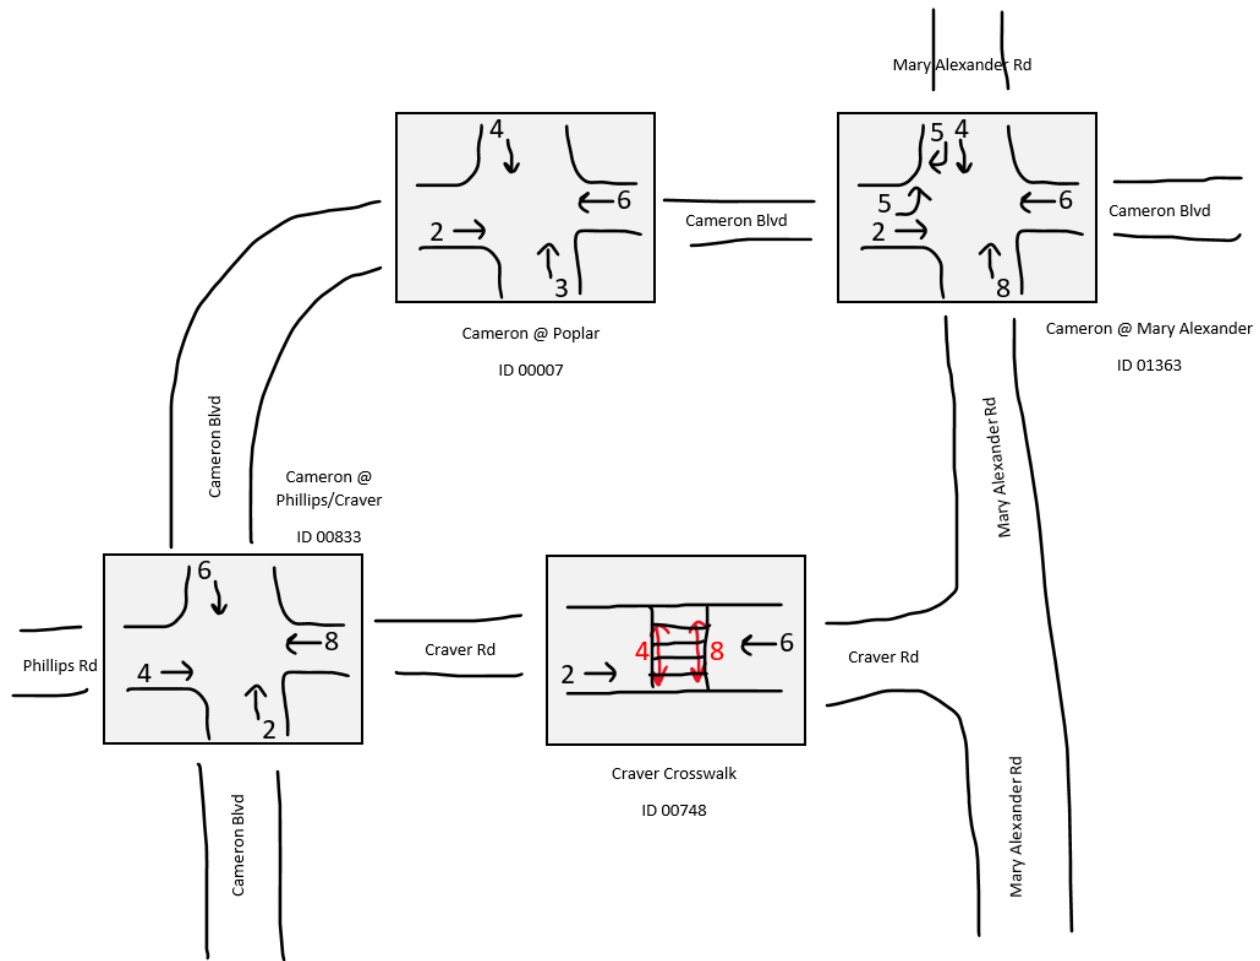 Mary Alexander Rd
4
6
2
3
Cameron Blvd
5 4
5
6
2
8
Cameron Blvd
Cameron @ Poplar
ID 00007
Cameron @ Mary Alexander
ID 01363
Cameron Blvd
Mary Alexander Rd
Cameron @
Phillips/Craver
ID 00833
6
8
4
2
Phillips Rd
Craver Rd
4
8
6
2
Craver Rd
Craver Crosswalk
ID 00748
Cameron Blvd
Mary Alexander Rd